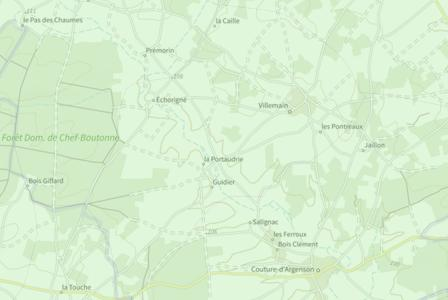 le Pas des Chaumes
la Caille
Prémorin
Échorigné
Villemain
les Pontreaux
Forêt Dom. de Chef-Boutonne
Jaillon
la Portaudrie
Bois Giffard
Guidier
Salignac
les Ferroux
Bois Clément
Couture-d'Argenson
la Touche